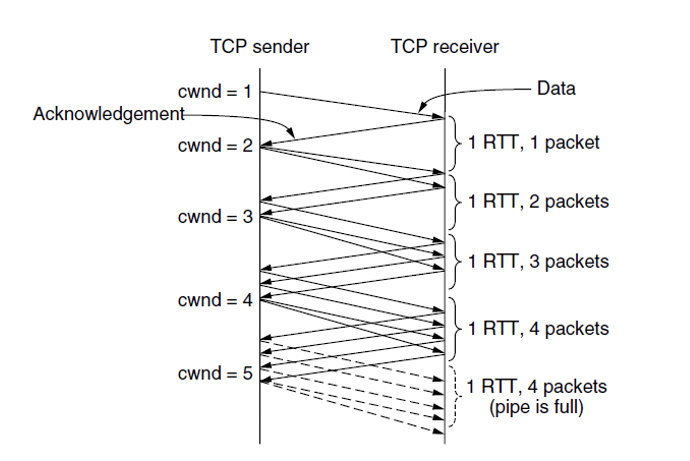 TCP sender
TCP receiver
cwnd = 1
Data
Acknowledgement
cwnd = 2
1 RTT, 1 packet
1 RTT, 2 packets
cwnd = 3
1 RTT, 3 packets
cwnd = 4
1 RTT, 4 packets
cwnd = 5
1 RTT, 4 packets
(pipe is full)